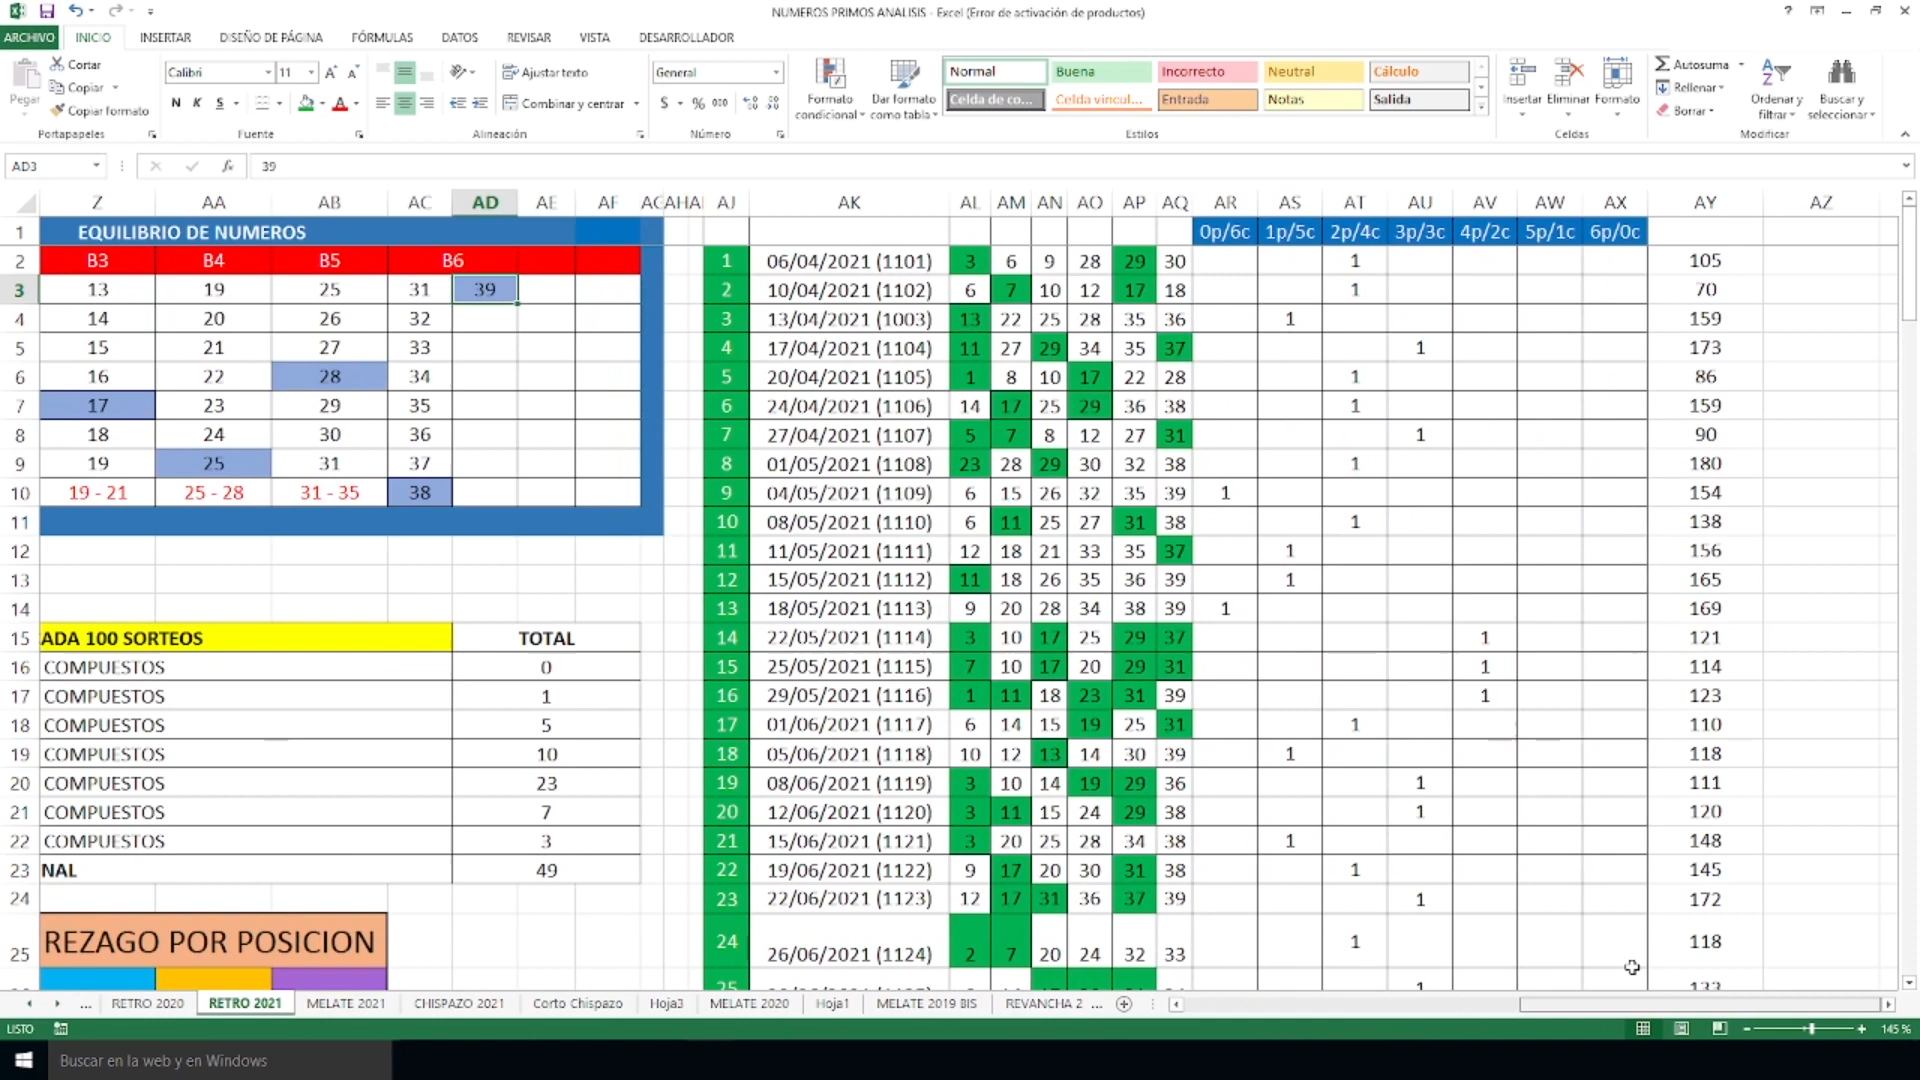 NUMEROS PRIMOS ANALISIS - Excel (Error de activación de productos)
ARCHIVO INICIO INSERTAR DISEÑO DE PÁGINA FÓRMULAS DATOS REVISAR VISTA DESARROLLADOR
Pegar
Cortar
Copiar
Copiar formato
Portapapeles
Calibri 11
N K S
Fuente
Ajustar texto
Combinar y centrar
Alineación
General
$ % 000
Número
Formato condicional
Dar formato como tabla
Normal Buena Incorrecto Neutral Cálculo
Celda de co... Celda vincul... Entrada Notas Salida
Estilos
Insertar Eliminar Formato
Celdas
Autosuma
Rellenar
Borrar
Ordenar y filtrar
Buscar y seleccionar
Modificar
AD3 fx 39
Z AA AB AC AD AE AF AG AH AI AJ AK AL AM AN AO AP AQ AR AS AT AU AV AW AX AY AZ
1 EQUILIBRIO DE NUMEROS 0p/6c 1p/5c 2p/4c 3p/3c 4p/2c 5p/1c 6p/0c
2 B3 B4 B5 B6 1 06/04/2021 (1101) 3 6 9 28 29 30 1 105
3 13 19 25 31 39 2 10/04/2021 (1102) 6 7 10 12 17 18 1 70
4 14 20 26 32 3 13/04/2021 (1003) 13 22 25 28 35 36 1 159
5 15 21 27 33 4 17/04/2021 (1104) 11 27 29 34 35 37 1 173
6 16 22 28 34 5 20/04/2021 (1105) 1 8 10 17 22 28 1 86
7 17 23 29 35 6 24/04/2021 (1106) 14 17 25 29 36 38 1 159
8 18 24 30 36 7 27/04/2021 (1107) 5 7 8 12 27 31 1 90
9 19 25 31 37 8 01/05/2021 (1108) 23 28 29 30 32 38 1 180
10 19 - 21 25 - 28 31 - 35 38 9 04/05/2021 (1109) 6 15 26 32 35 39 1 154
11 10 08/05/2021 (1110) 6 11 25 27 31 38 1 138
12 11 11/05/2021 (1111) 12 18 21 33 35 37 1 156
13 12 15/05/2021 (1112) 11 18 26 35 36 39 1 165
14 13 18/05/2021 (1113) 9 20 28 34 38 39 1 169
15 ADA 100 SORTEOS TOTAL 14 22/05/2021 (1114) 3 10 17 25 29 37 1 121
16 COMPUESTOS 0 15 25/05/2021 (1115) 7 10 17 20 29 31 1 114
17 COMPUESTOS 1 16 29/05/2021 (1116) 1 11 18 23 31 39 1 123
18 COMPUESTOS 5 17 01/06/2021 (1117) 6 14 15 19 25 31 1 110
19 COMPUESTOS 10 18 05/06/2021 (1118) 10 12 13 14 30 39 1 118
20 COMPUESTOS 23 19 08/06/2021 (1119) 3 10 14 19 29 36 1 111
21 COMPUESTOS 7 20 12/06/2021 (1120) 3 11 15 24 29 38 1 120
22 COMPUESTOS 3 21 15/06/2021 (1121) 3 20 25 28 34 38 1 148
23 NAL 49 22 19/06/2021 (1122) 9 17 20 30 31 38 1 145
24 23 22/06/2021 (1123) 12 17 31 36 37 39 1 172
25 REZAGO POR POSICION 24 26/06/2021 (1124) 2 7 20 24 32 33 1 118
... RETRO 2020 RETRO 2021 MELATE 2021 CHISPAZO 2021 Corto Chispazo Hoja3 MELATE 2020 Hoja1 MELATE 2019 BIS REVANCHA 2 ...
LISTO 145 %
Buscar en la web y en Windows